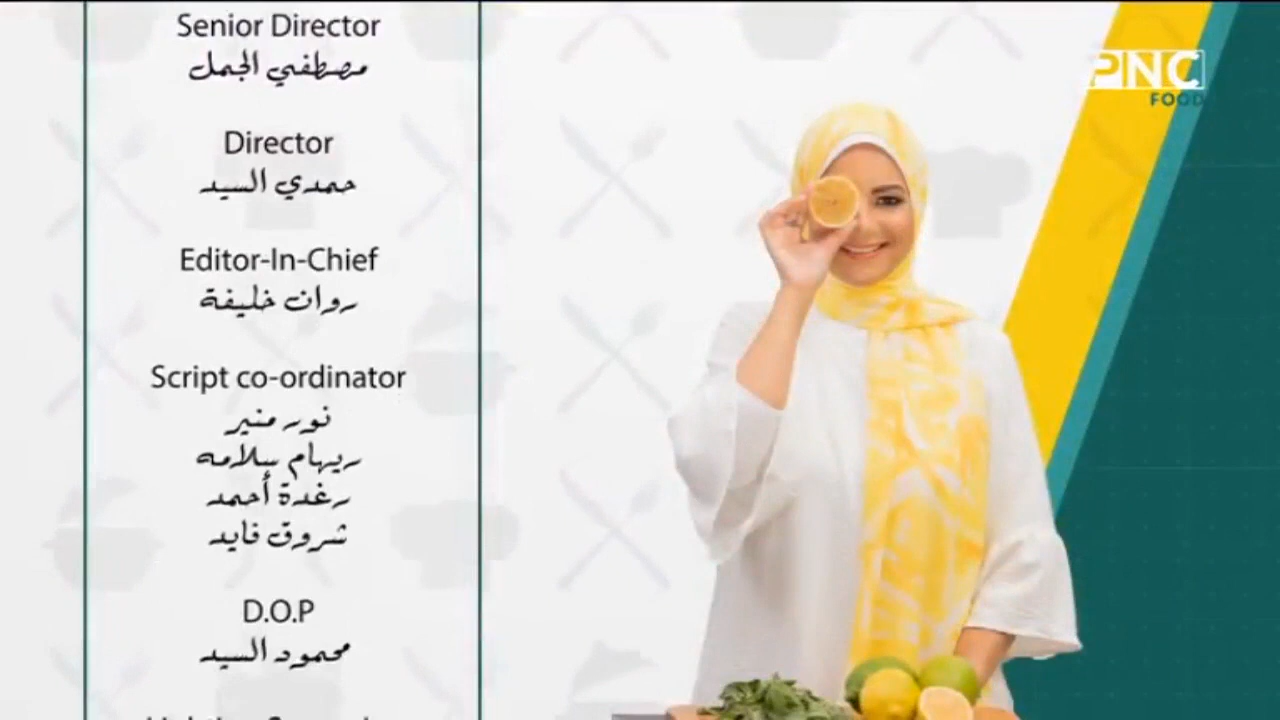 Senior Director
مصطفي الجمل
Director
حمدي السيد
Editor-In-Chief
روان خليفة
Script co-ordinator
نور منير
ريهام سلامه
رغدة أحمد
شروق فايد
D.O.P
محمود السيد
PNC
FOOD